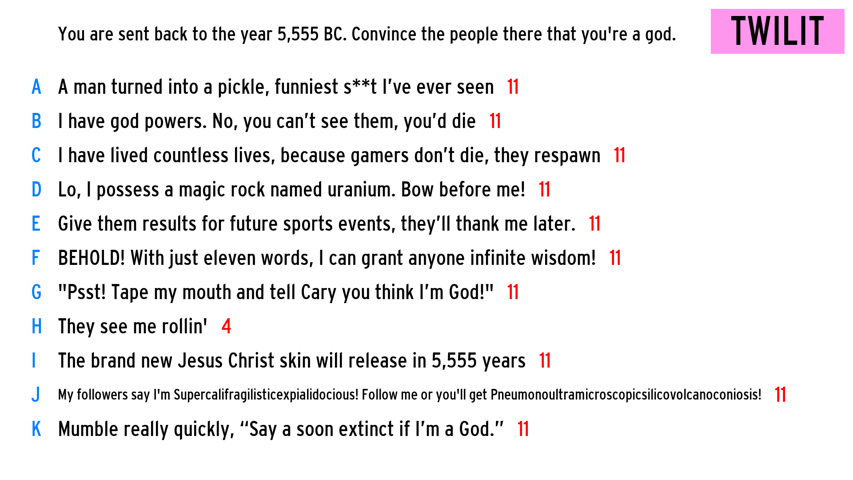 You are sent back to the year 5,555 BC. Convince the people there that you're a god.
TWILIT
A A man turned into a pickle, funniest s**t I’ve ever seen 11
B I have god powers. No, you can’t see them, you’d die 11
C I have lived countless lives, because gamers don’t die, they respawn 11
D Lo, I possess a magic rock named uranium. Bow before me! 11
E Give them results for future sports events, they’ll thank me later. 11
F BEHOLD! With just eleven words, I can grant anyone infinite wisdom! 11
G "Psst! Tape my mouth and tell Cary you think I’m God!" 11
H They see me rollin' 4
I The brand new Jesus Christ skin will release in 5,555 years 11
J My followers say I'm Supercalifragilisticexpialidocious! Follow me or you'll get Pneumonoultramicroscopicsilicovolcanoconiosis! 11
K Mumble really quickly, “Say a soon extinct if I’m a God.” 11